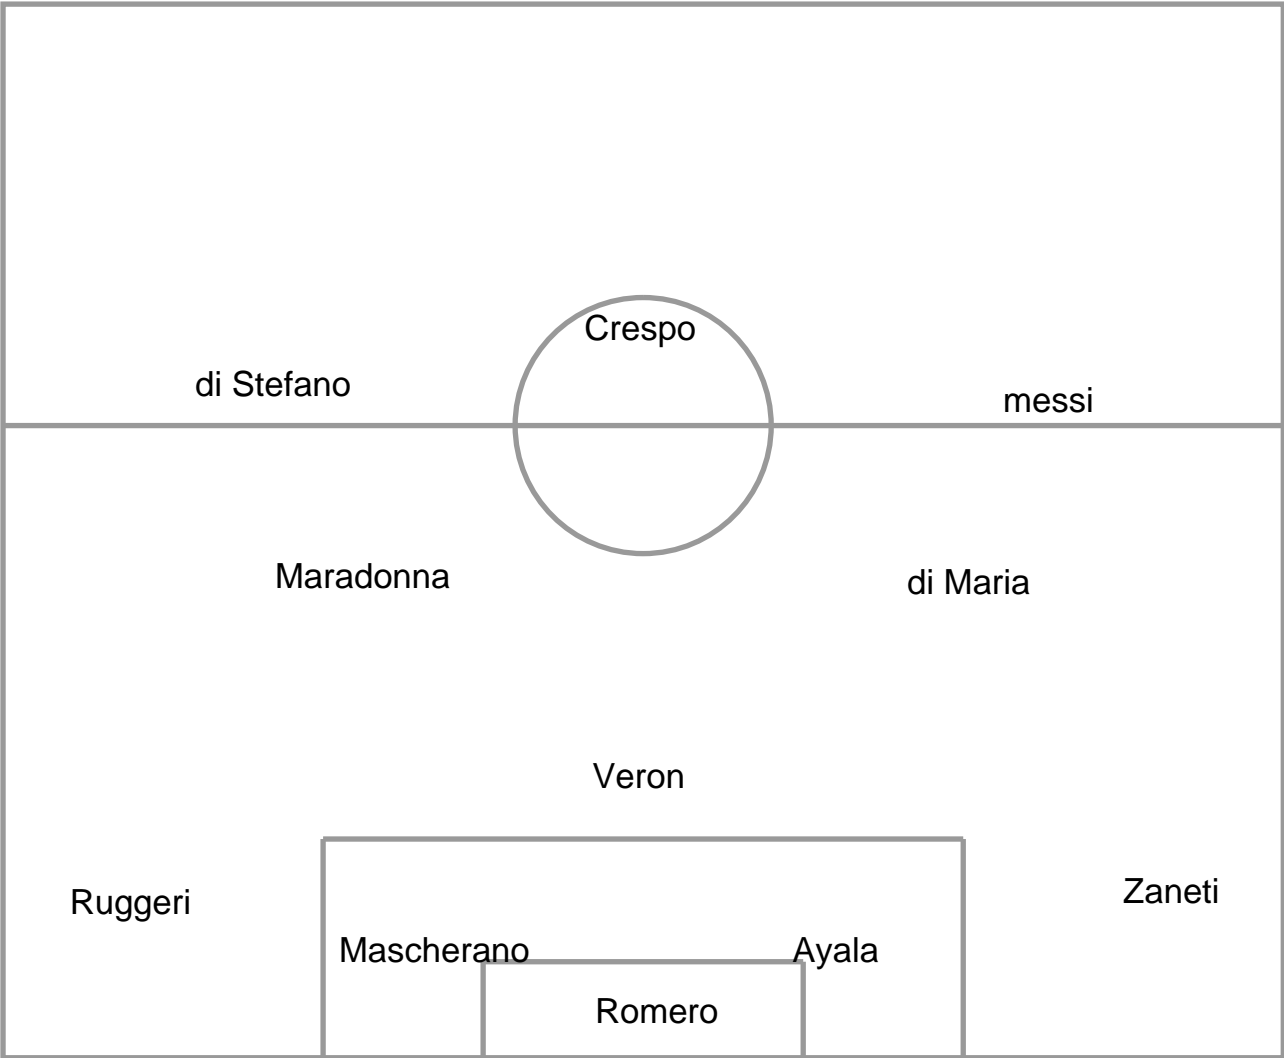 Crespo
di Stefano
messi
Maradonna
di Maria
Veron
Ruggeri
Zaneti
Mascherano
Ayala
Romero